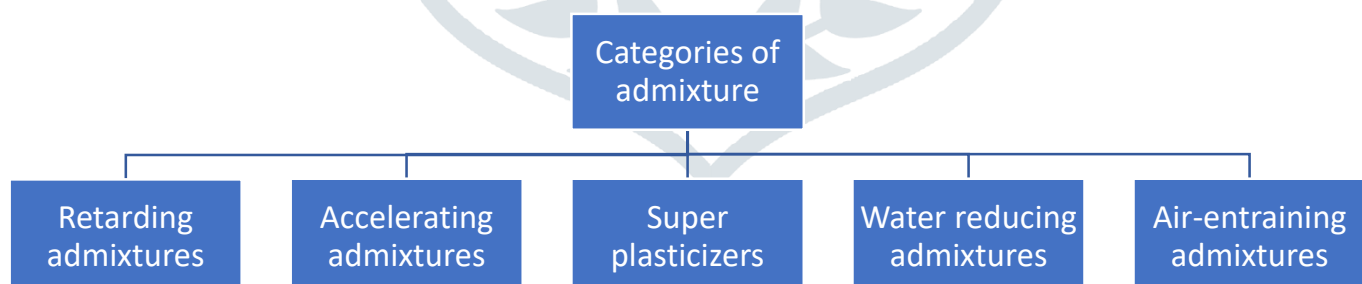 Categories of
admixture
Retarding
admixtures
Accelerating
admixtures
Super
plasticizers
Water reducing
admixtures
Air-entraining
admixtures